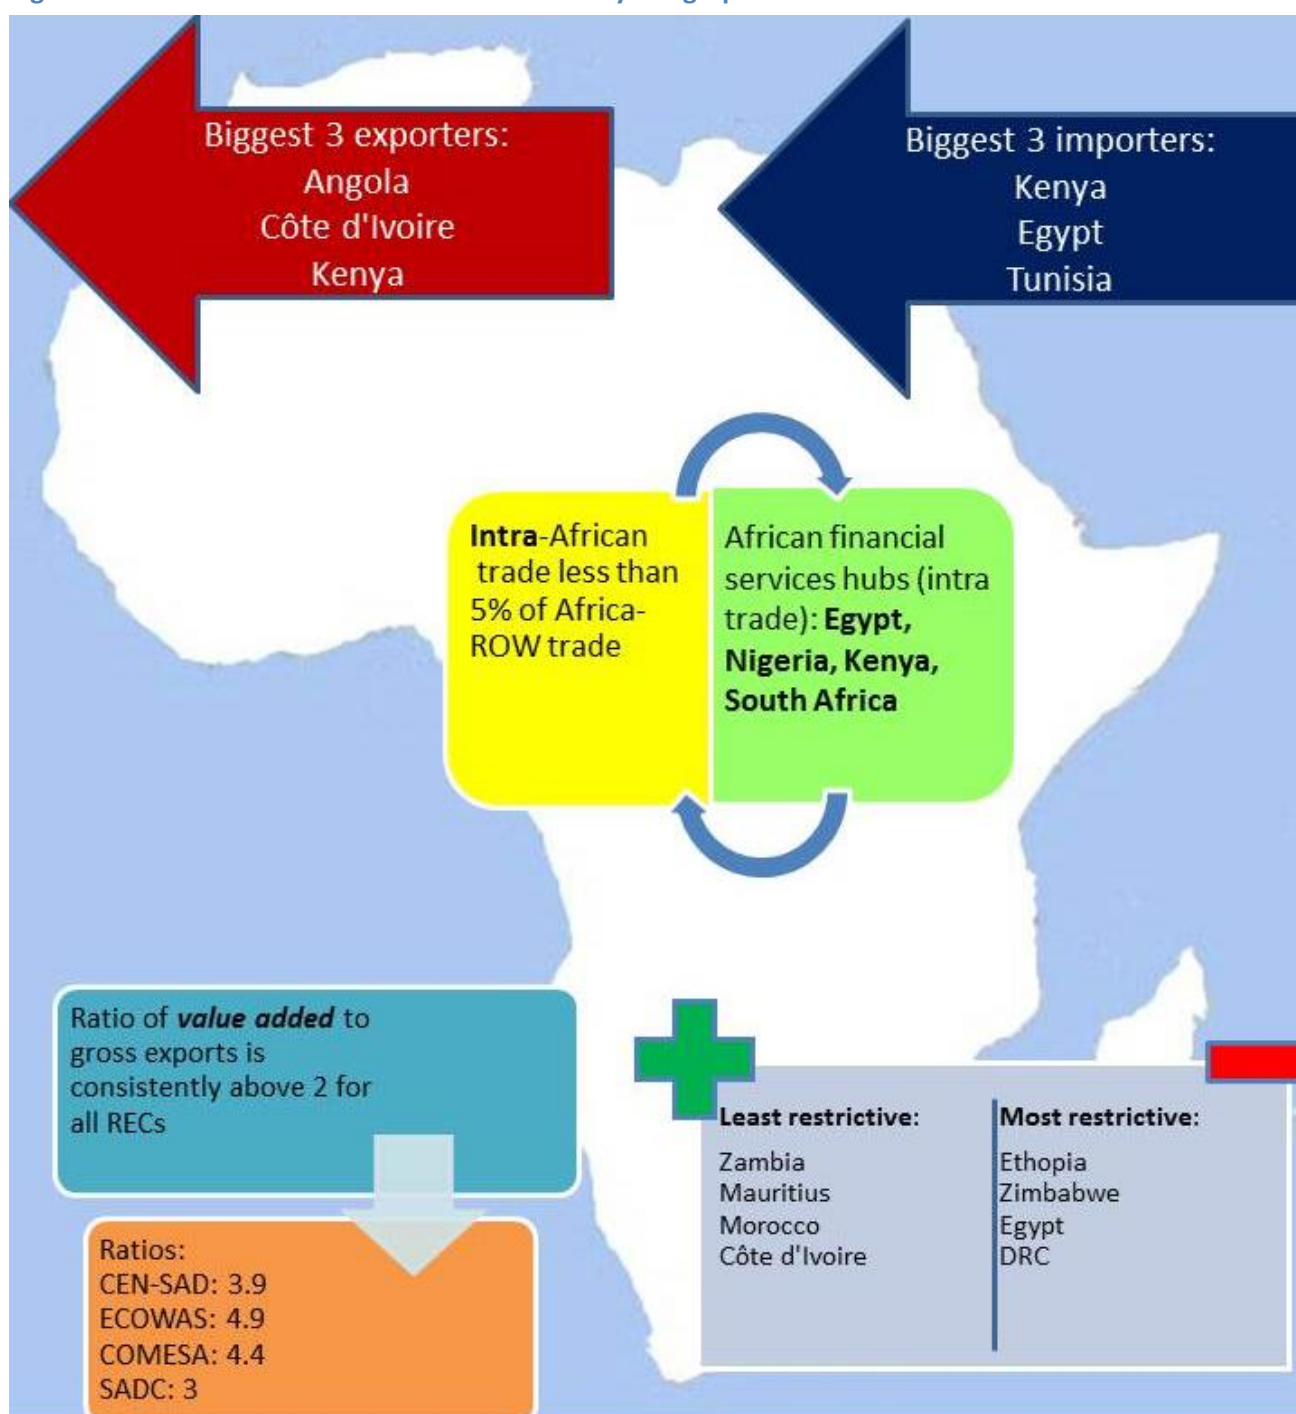 Biggest 3 exporters:
Angola
Côte d'Ivoire
Kenya
Biggest 3 importers:
Kenya
Egypt
Tunisia
Intra-African
trade less than
5% of Africa-
ROW trade
African financial
services hubs (intra
trade): Egypt,
Nigeria, Kenya,
South Africa
Ratio of value added to
gross exports is
consistently above 2 for
all RECs
Ratios:
CEN-SAD: 3.9
ECOWAS: 4.9
COMESA: 4.4
SADC: 3
Least restrictive:
Zambia
Mauritius
Morocco
Côte d'Ivoire
Most restrictive:
Ethopia
Zimbabwe
Egypt
DRC